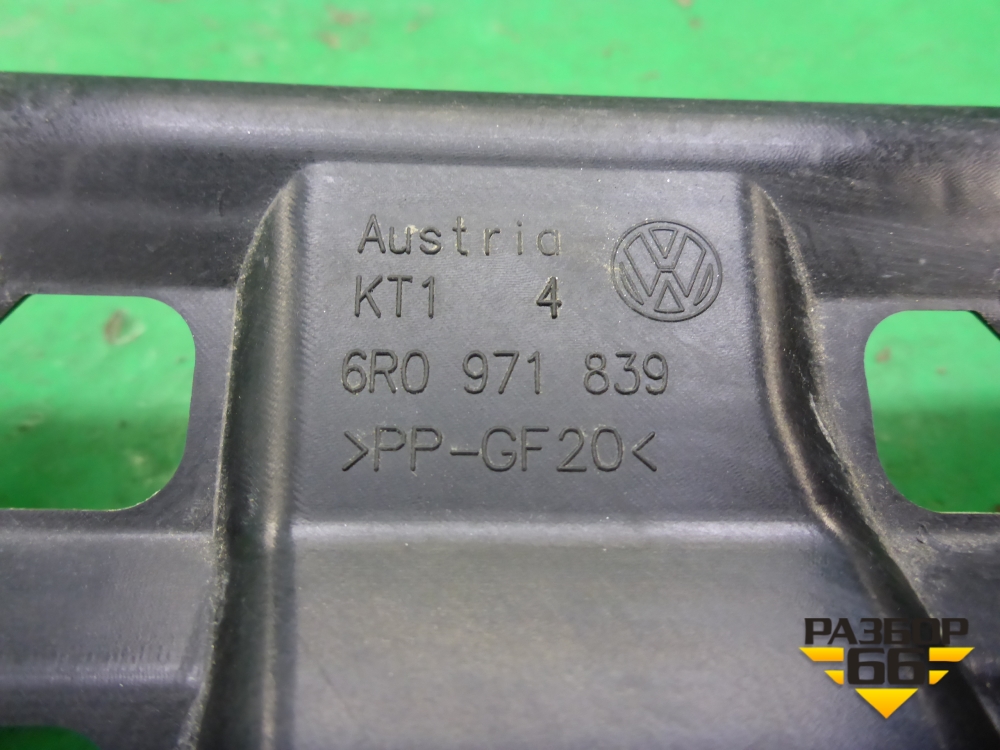 Austria
KT1 4
6R0 971 839
>PP-GF20<
РАЗБОР
66